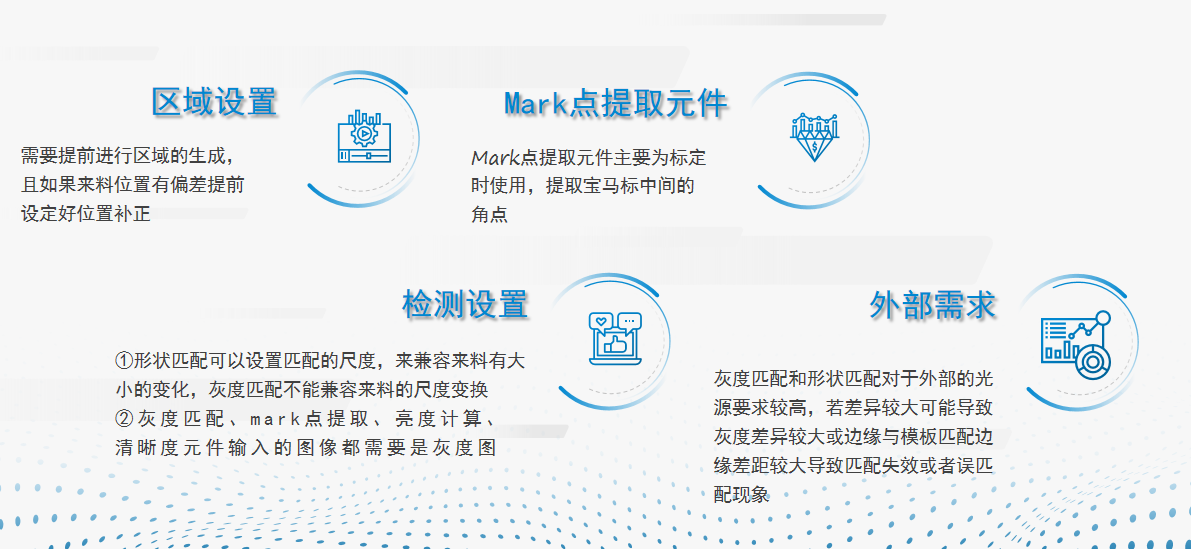 区域设置
需要提前进行区域的生成，
且如果来料位置有偏差提前
设定好位置补正
Mark点提取元件
Mark点提取元件主要为标定
时使用，提取宝马标中间的
角点
检测设置
①形状匹配可以设置匹配的尺度，来兼容来料有大
小的变化，灰度匹配不能兼容来料的尺度变换
②灰度匹配、mark点提取、亮度计算、
清晰度元件输入的图像都需要是灰度图
外部需求
灰度匹配和形状匹配对于外部的光
源要求较高，若差异较大可能导致
灰度差异较大或边缘与模板匹配边
缘差距较大导致匹配失效或者误匹
配现象